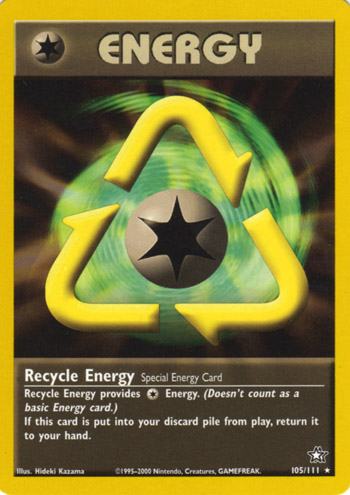 ENERGY
Recycle Energy Special Energy Card
Recycle Energy provides Energy. (Doesn't count as a
basic Energy card.)
If this card is put into your discard pile from play, return it
to your hand.
Illus. Hideki Kazama
©1995-2000 Nintendo, Creatures, GAMEFREAK.
105/111 ★